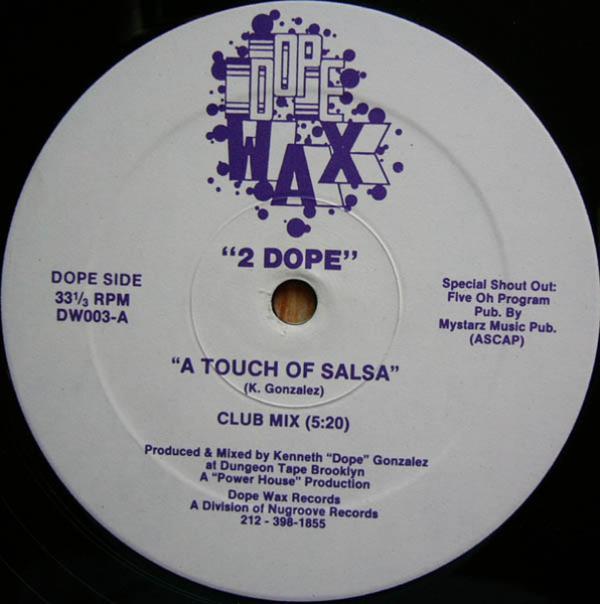 DOPE
WAX
"2 DOPE"
DOPE SIDE
33⅓ RPM
DW003-A
Special Shout Out:
Five Oh Program
Pub. By
Mystarz Music Pub.
(ASCAP)
"A TOUCH OF SALSA"
(K. Gonzalez)
CLUB MIX (5:20)
Produced & Mixed by Kenneth "Dope" Gonzalez
at Dungeon Tape Brooklyn
A "Power House" Production
Dope Wax Records
A Division of Nugroove Records
212 - 398-1855